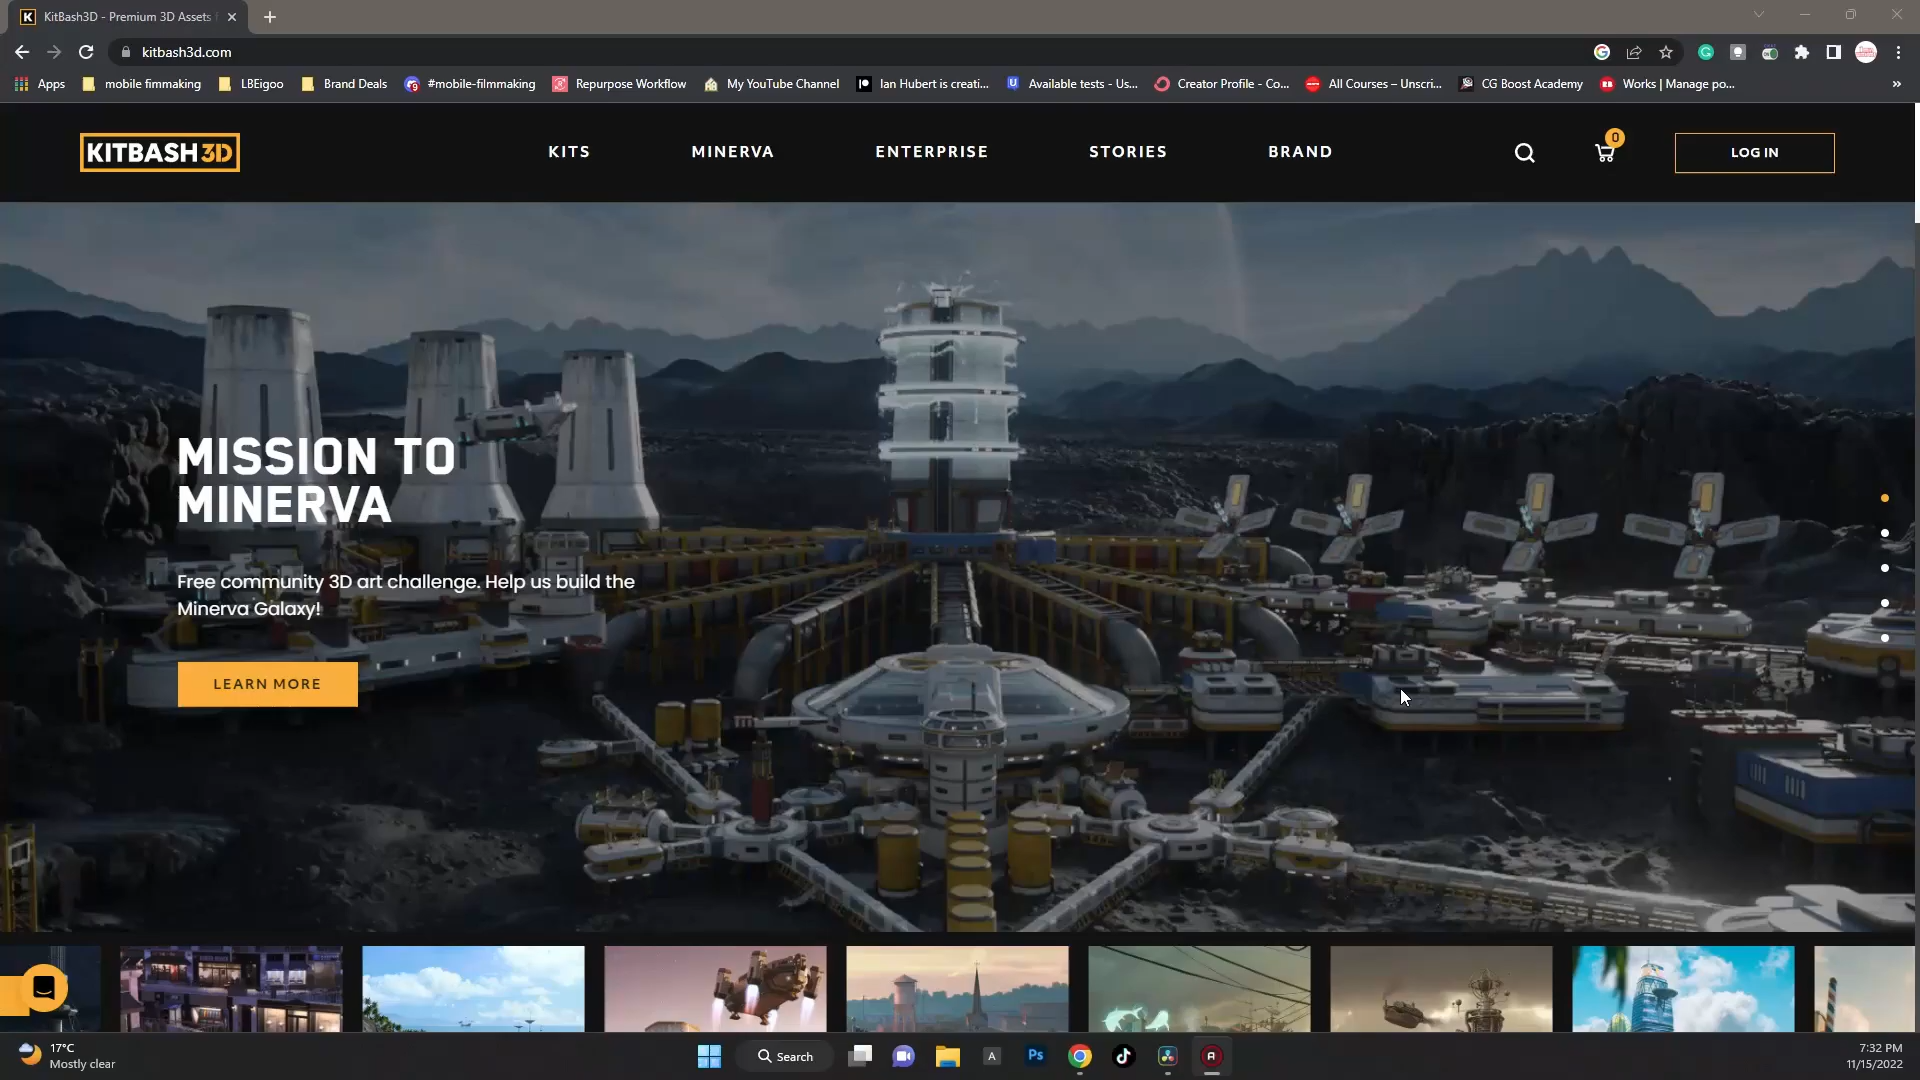 KitBash3D - Premium 3D Assets
kitbash3d.com
Apps
mobile fimmaking
LBEigoo
Brand Deals
#mobile-filmmaking
Repurpose Workflow
My YouTube Channel
Ian Hubert is creati...
Available tests - Us...
Creator Profile - Co...
All Courses – Unscri...
CG Boost Academy
Works | Manage po...
»
KITBASH 3D
KITS
MINERVA
ENTERPRISE
STORIES
BRAND
0
LOG IN
MISSION TO
MINERVA
Free community 3D art challenge. Help us build the
Minerva Galaxy!
LEARN MORE
17°C
Mostly clear
Search
A
Ps
7:32 PM
11/15/2022